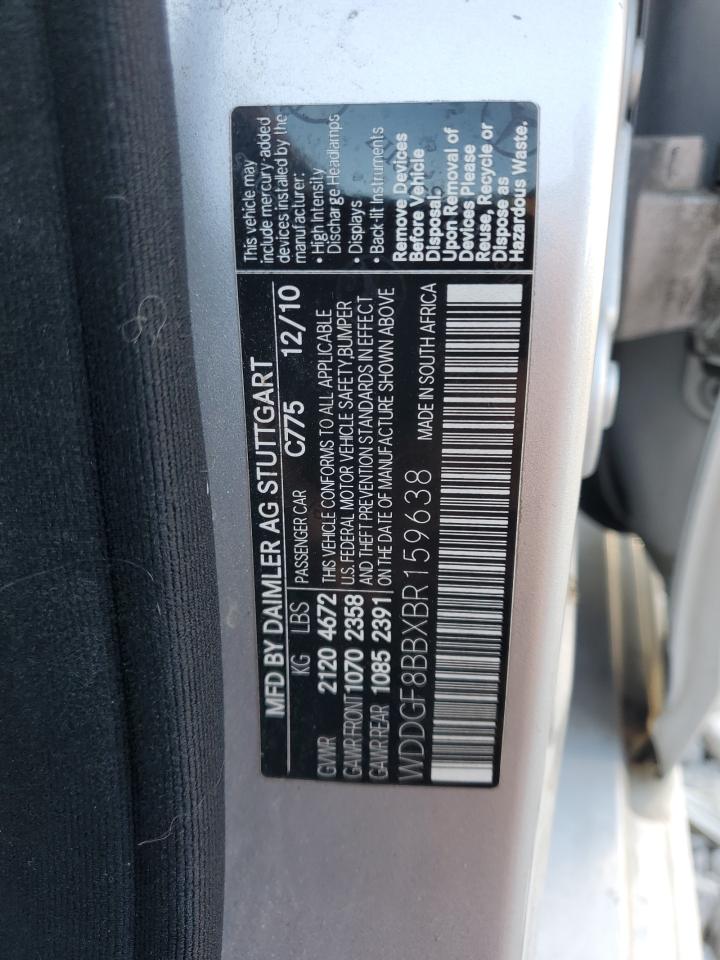 MFD BY DAIMLER AG STUTTGART
KG LBS PASSENGER CAR C775 12/10
GVWR 2120 4672 THIS VEHICLE CONFORMS TO ALL APPLICABLE
GAWR FRONT 1070 2358 U.S. FEDERAL MOTOR VEHICLE SAFETY,BUMPER
GAWR REAR 1085 2391 AND THEFT PREVENTION STANDARDS IN EFFECT
ON THE DATE OF MANUFACTURE SHOWN ABOVE
WDDGF8BBXBR159638 MADE IN SOUTH AFRICA
This vehicle may
include mercury-added
devices installed by the
manufacturer:
• High Intensity
Discharge Headlamps
• Displays
• Back-lit Instruments
Remove Devices
Before Vehicle
Disposal.
Upon Removal of
Devices Please
Reuse, Recycle or
Dispose as
Hazardous Waste.